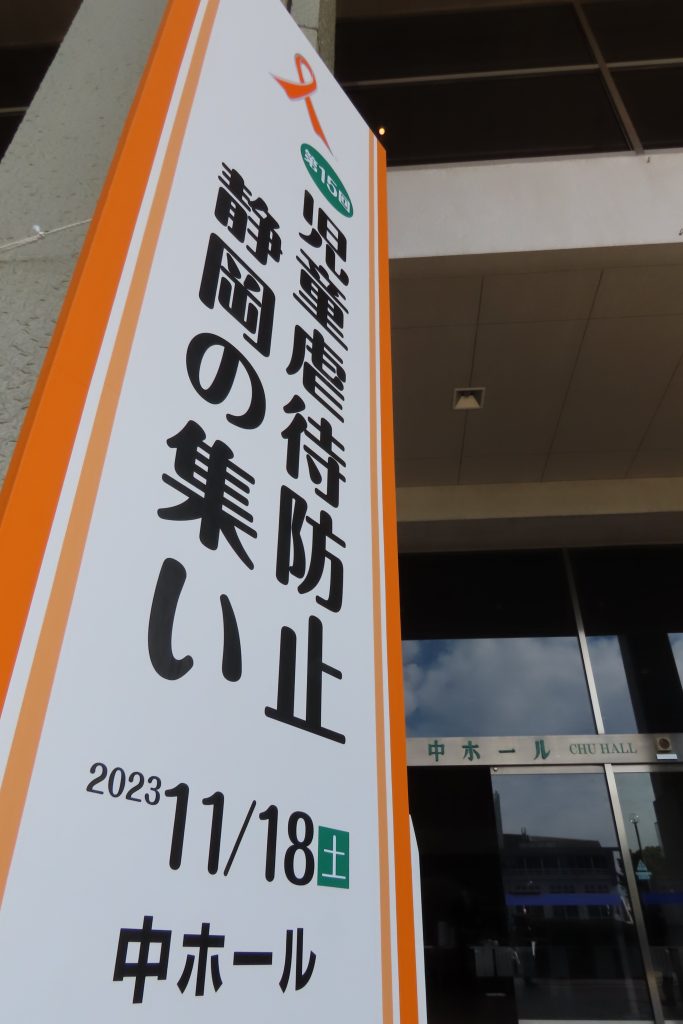 第15回
児童虐待防止
静岡の集い
2023 11/18 土
中ホール
中ホール CHU HALL